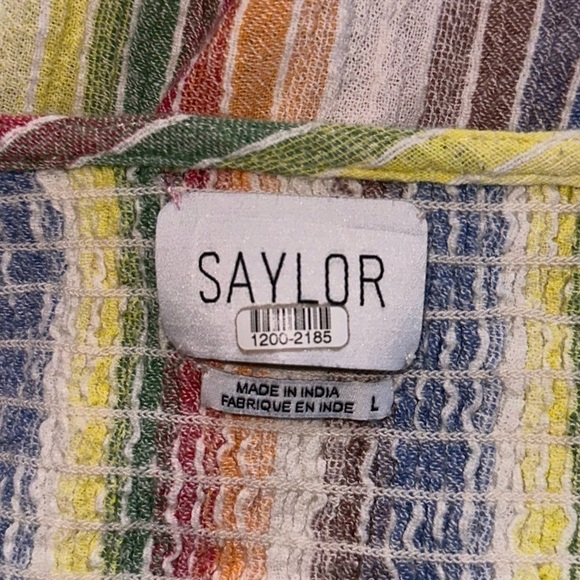 SAYLOR
1200-2185
MADE IN INDIA
FABRIQUE EN INDE
L